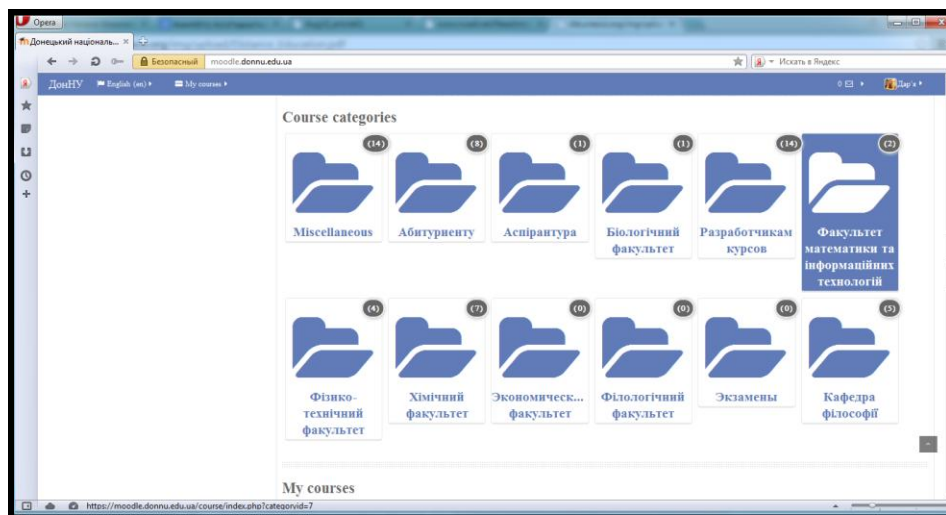 Opera
Донецький національ...
Безопасный moodle.donnu.edu.ua
Искать в Яндекс
ДонНУ English (en) My courses
0
Дар'я
Course categories
(14) (8) (1) (1) (14) (2)
Miscellaneous
Абитуриенту
Аспірантура
Біологічний
факультет
Разработчикам
курсов
Факультет
математики та
інформаційних
технологій
(4) (7) (0) (0) (0) (5)
Фізико-
технічний
факультет
Хімічний
факультет
Экономическ...
факультет
Філологічний
факультет
Экзамены
Кафедра
філософії
My courses
https://moodle.donnu.edu.ua/course/index.php?categoryid=7